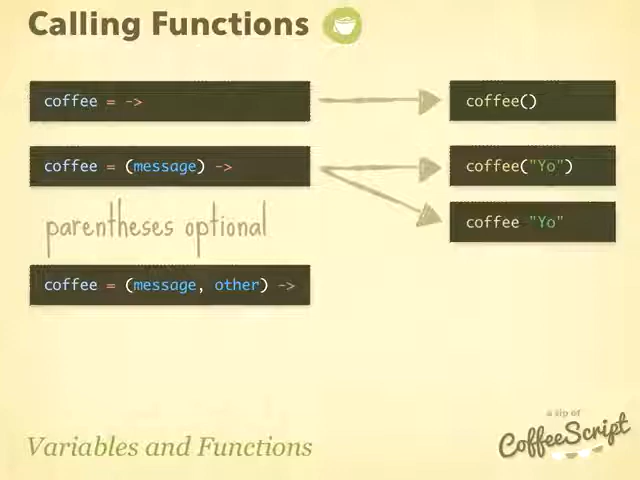 Calling Functions
coffee = ->
coffee()
coffee = (message) ->
coffee("Yo")
coffee "Yo"
parentheses optional
coffee = (message, other) ->
Variables and Functions
a sip of
CoffeeScript